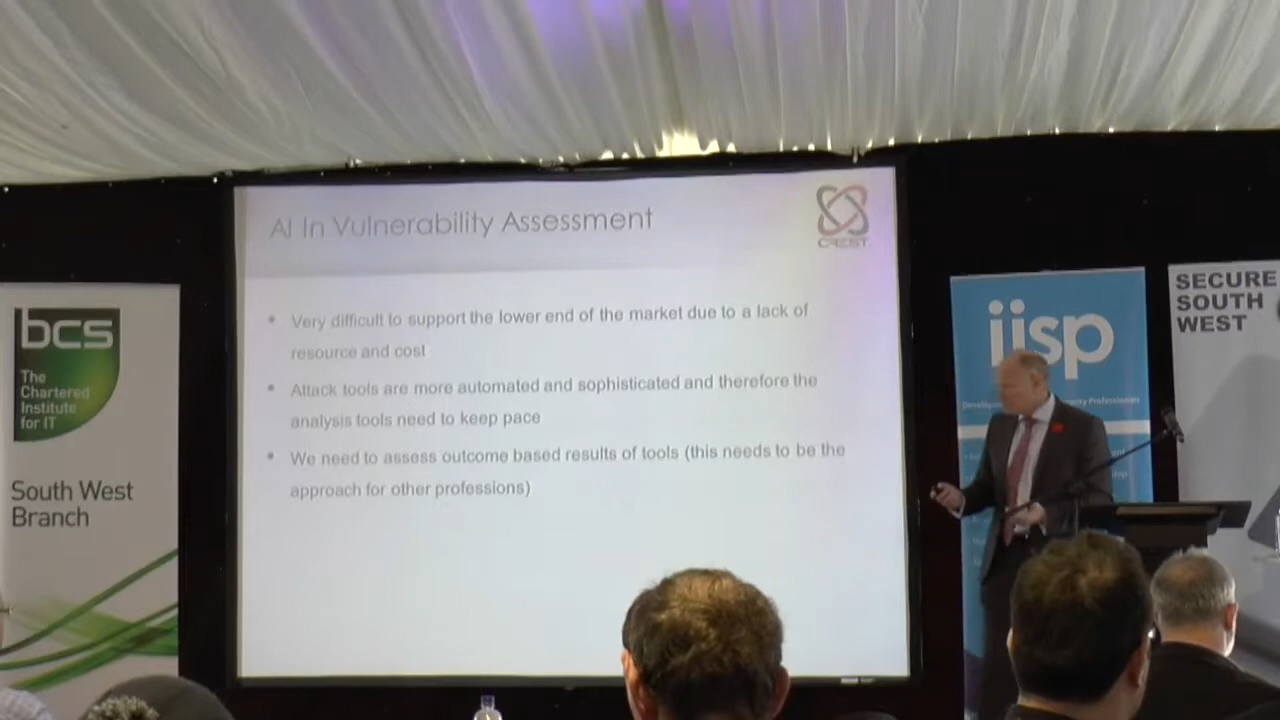 AI In Vulnerability Assessment
CREST
Very difficult to support the lower end of the market due to a lack of
resource and cost
Attack tools are more automated and sophisticated and therefore the
analysis tools need to keep pace
We need to assess outcome based results of tools (this needs to be the
approach for other professions)
bcs
The
Chartered
Institute
for IT
South West
Branch
iisp
SECURE
SOUTH
WEST